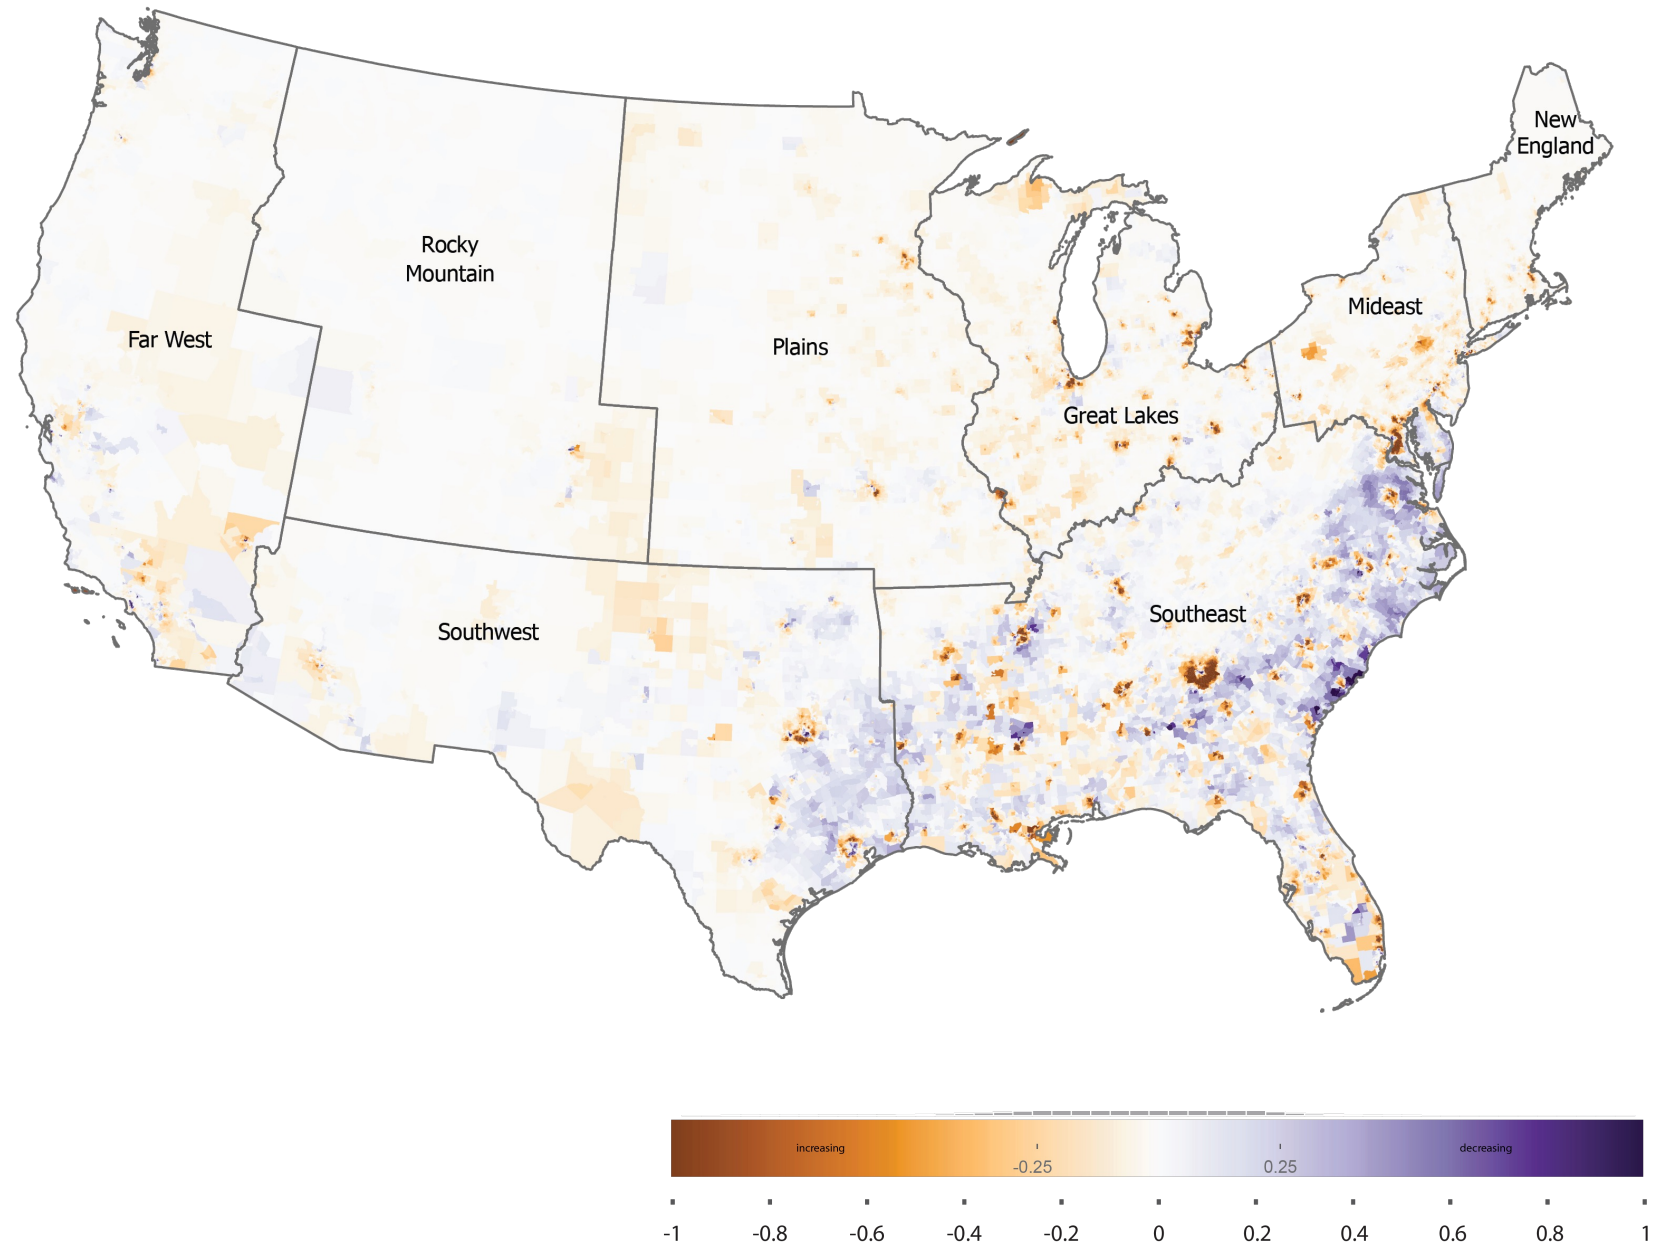 New
England
Rocky
Mountain
Mideast
Far West
Plains
Great Lakes
Southeast
Southwest
increasing
decreasing
-0.25
0.25
-1 -0.8 -0.6 -0.4 -0.2 0 0.2 0.4 0.6 0.8 1